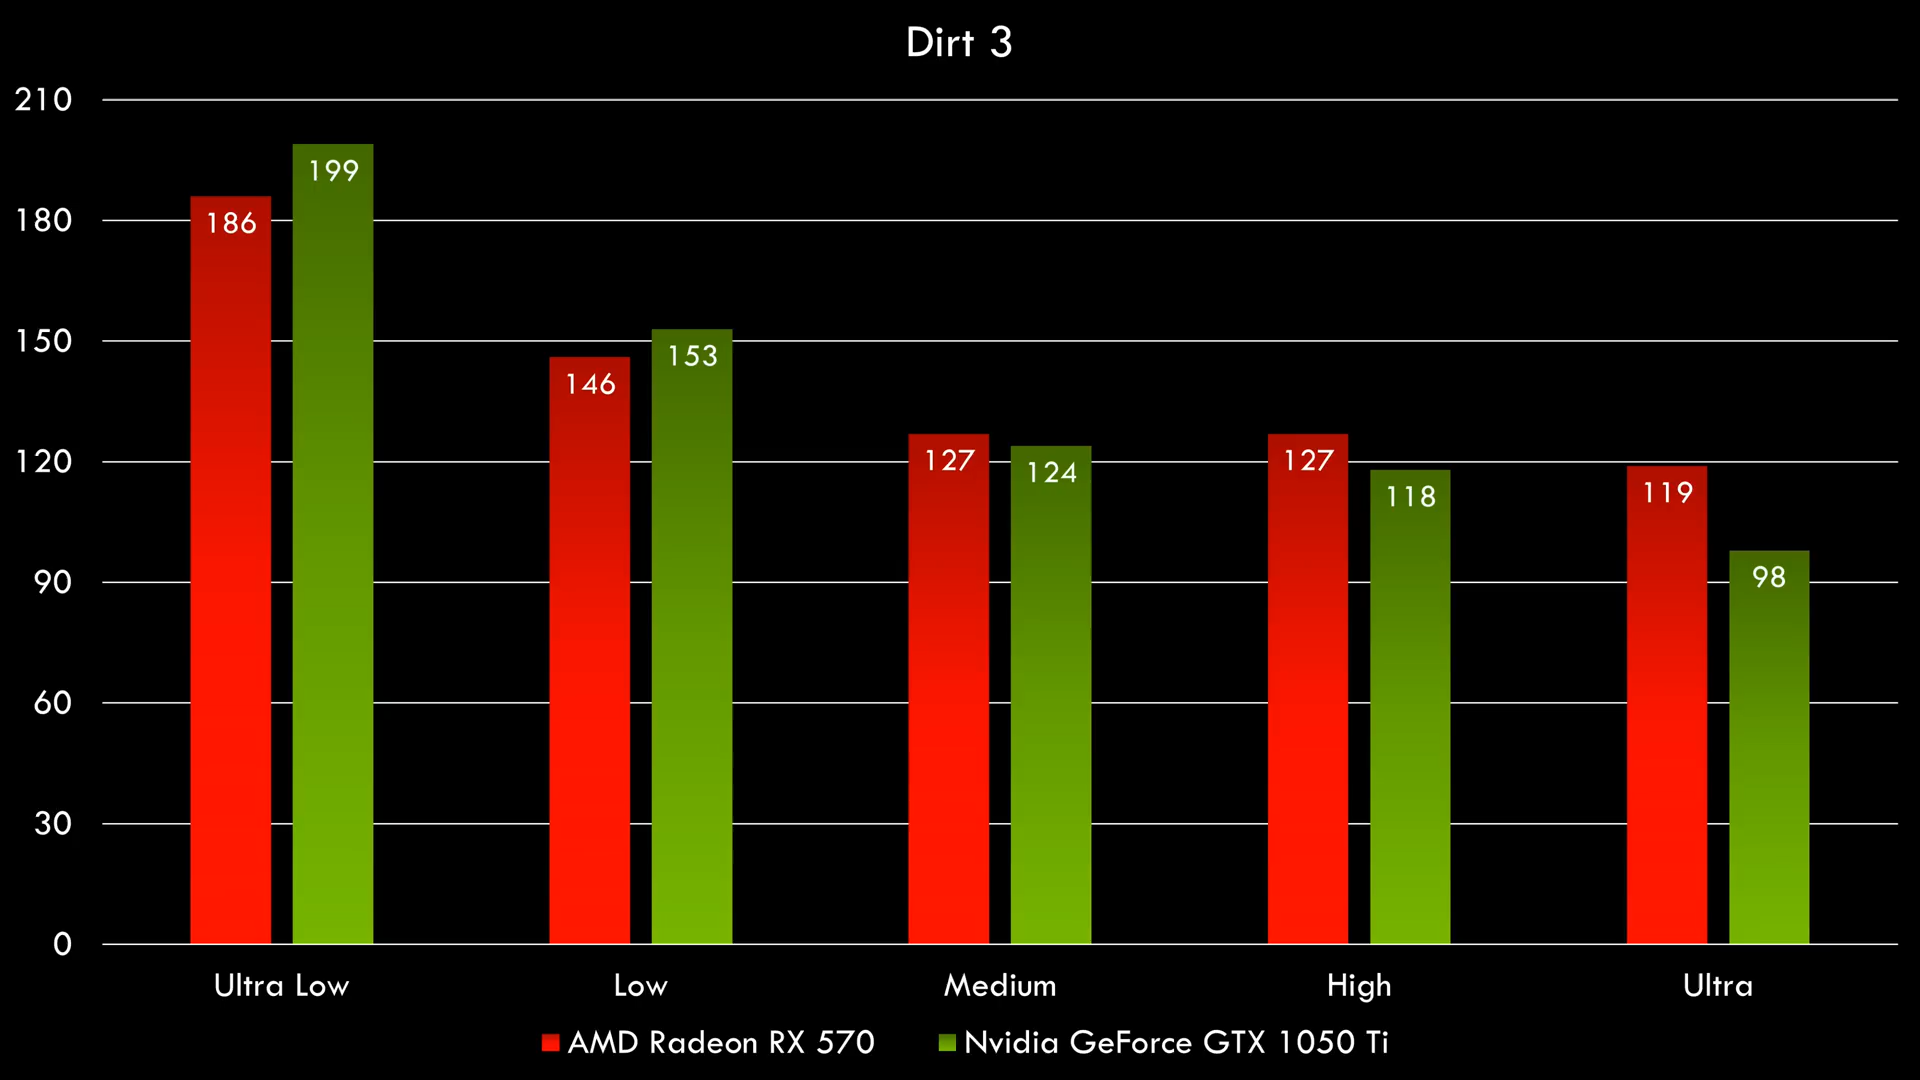 Dirt 3
210
180
150
120
90
60
30
0
186
199
146
153
127
124
127
118
119
98
Ultra Low
Low
Medium
High
Ultra
AMD Radeon RX 570
Nvidia GeForce GTX 1050 Ti